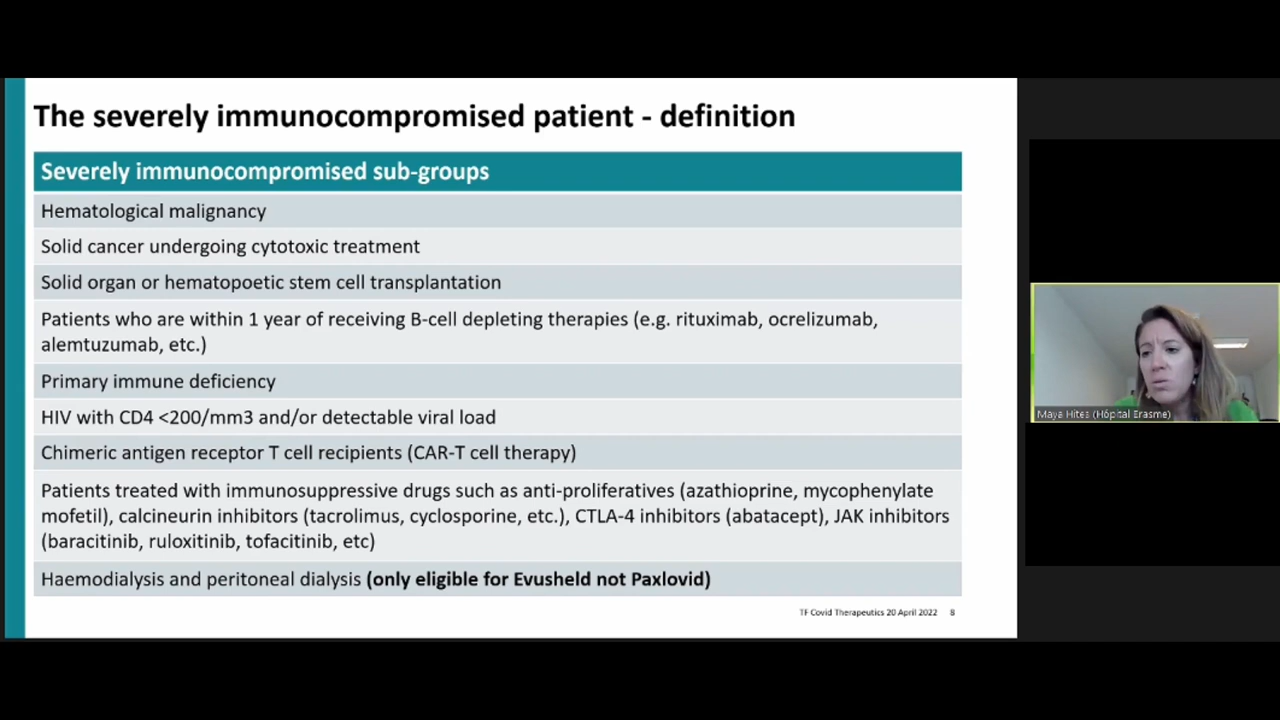 The severely immunocompromised patient - definition
Severely immunocompromised sub-groups
Hematological malignancy
Solid cancer undergoing cytotoxic treatment
Solid organ or hematopoetic stem cell transplantation
Patients who are within 1 year of receiving B-cell depleting therapies (e.g. rituximab, ocrelizumab,
alemtuzumab, etc.)
Primary immune deficiency
HIV with CD4 <200/mm3 and/or detectable viral load
Chimeric antigen receptor T cell recipients (CAR-T cell therapy)
Patients treated with immunosuppressive drugs such as anti-proliferatives (azathioprine, mycophenylate
mofetil), calcineurin inhibitors (tacrolimus, cyclosporine, etc.), CTLA-4 inhibitors (abatacept), JAK inhibitors
(baracitinib, ruloxitinib, tofacitinib, etc)
Haemodialysis and peritoneal dialysis (only eligible for Evusheld not Paxlovid)
TF Covid Therapeutics 20 April 2022 8
Maya Hites (Hôpital Erasme)